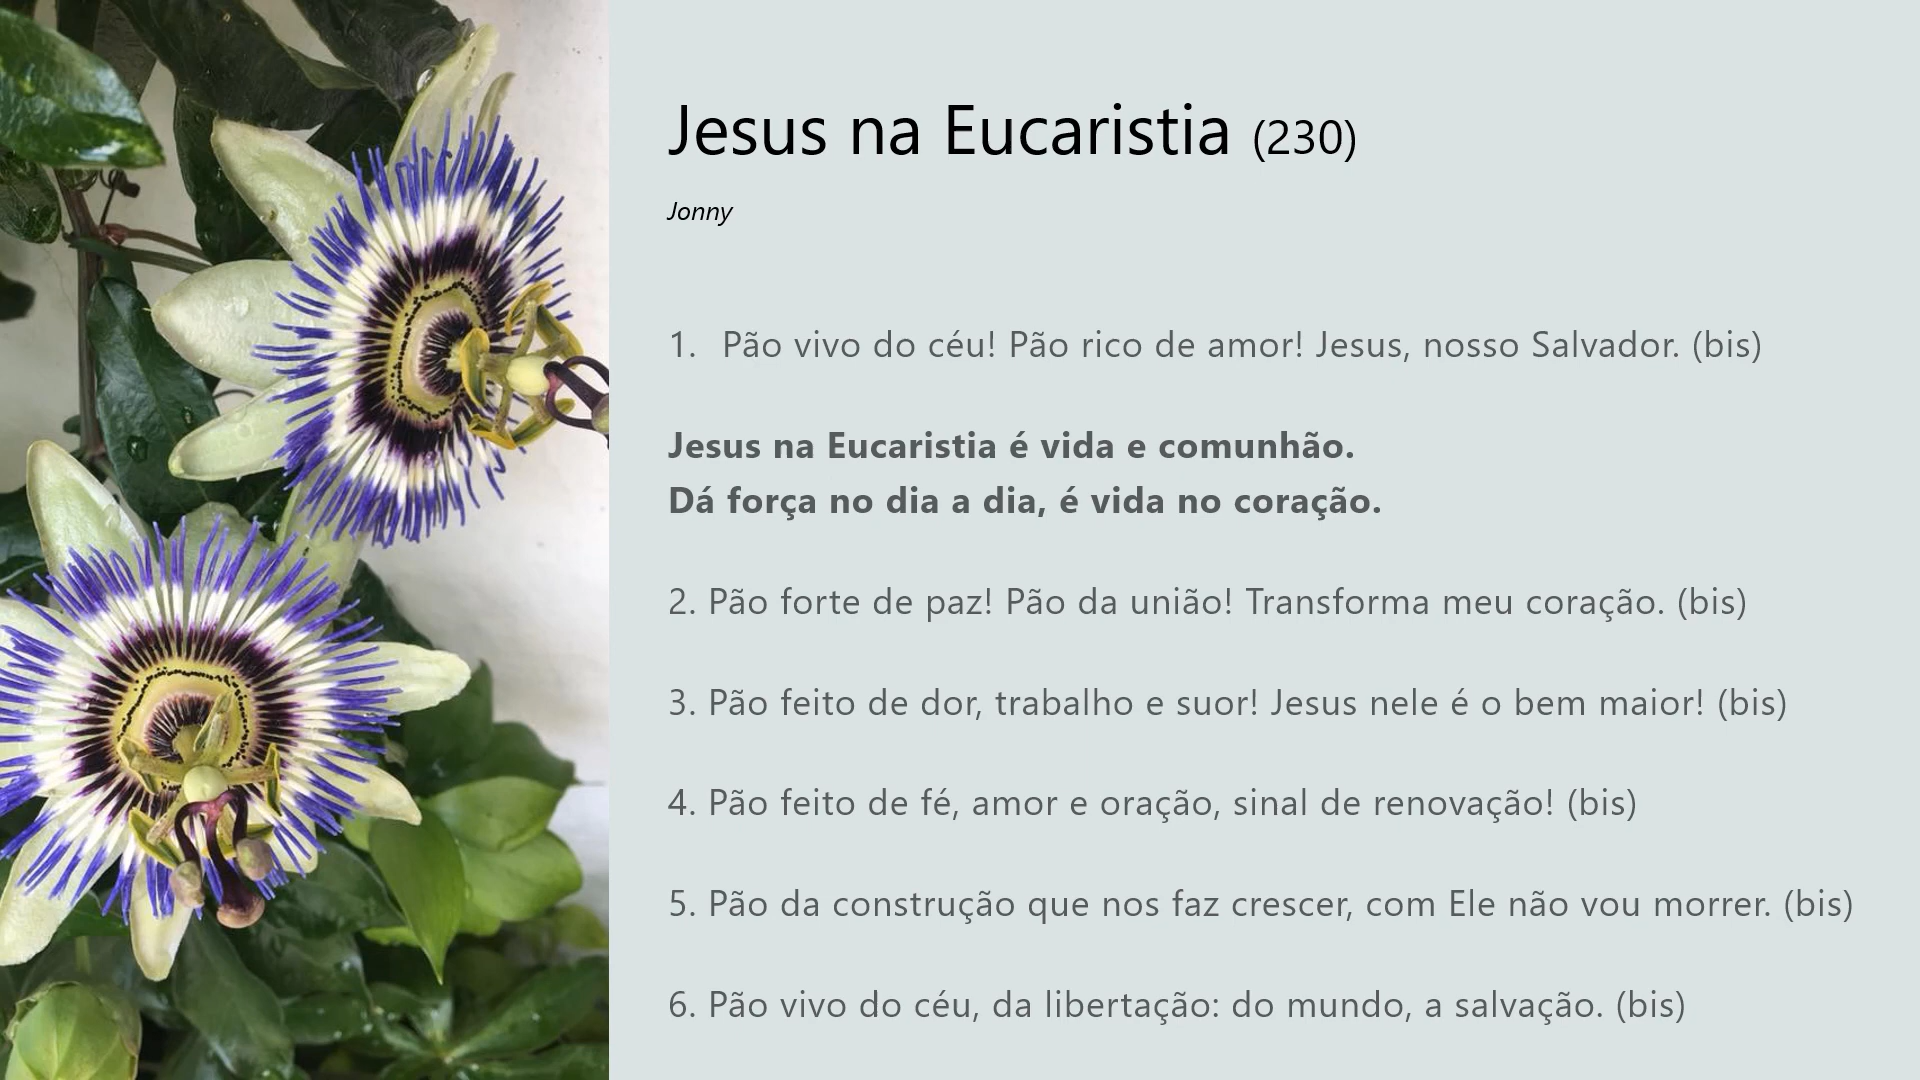 Jesus na Eucaristia (230)
Jonny
1. Pão vivo do céu! Pão rico de amor! Jesus, nosso Salvador. (bis)
Jesus na Eucaristia é vida e comunhão.
Dá força no dia a dia, é vida no coração.
2. Pão forte de paz! Pão da união! Transforma meu coração. (bis)
3. Pão feito de dor, trabalho e suor! Jesus nele é o bem maior! (bis)
4. Pão feito de fé, amor e oração, sinal de renovação! (bis)
5. Pão da construção que nos faz crescer, com Ele não vou morrer. (bis)
6. Pão vivo do céu, da libertação: do mundo, a salvação. (bis)